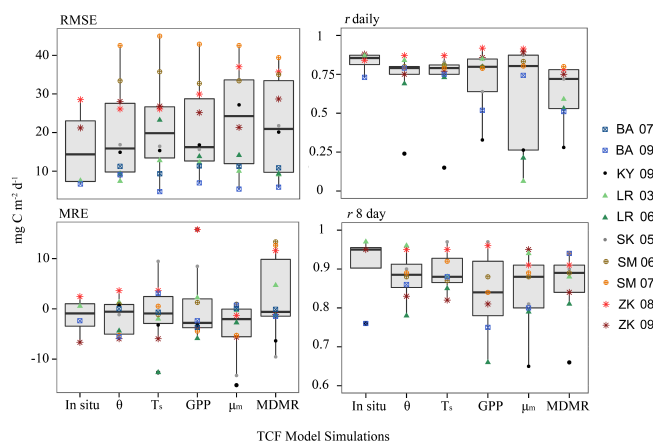 RMSE
r daily
mg C m⁻² d⁻¹
40
30
20
10
1
0.75
0.5
0.25
0
MRE
r 8 day
10
0
-10
1
0.9
0.8
0.7
0.6
In situ θ Tₛ GPP μₘ MDMR
In situ θ Tₛ GPP μₘ MDMR
TCF Model Simulations
BA 07
BA 09
KY 09
LR 03
LR 06
SK 05
SM 06
SM 07
ZK 08
ZK 09